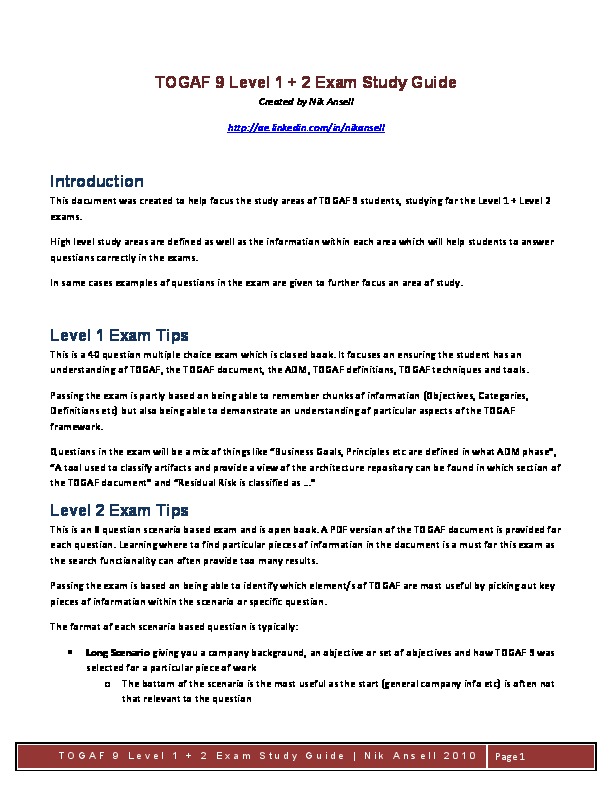 TOGAF 9 Level 1 + 2 Exam Study Guide
Created by Nik Ansell
http://ae.linkedin.com/in/nikansell
Introduction
This document was created to help focus the study areas of TOGAF 9 students, studying for the Level 1 + Level 2
exams.
High level study areas are defined as well as the information within each area which will help students to answer
questions correctly in the exams.
In some cases examples of questions in the exam are given to further focus an area of study.
Level 1 Exam Tips
This is a 40 question multiple choice exam which is closed book. It focuses on ensuring the student has an
understanding of TOGAF, the TOGAF document, the ADM, TOGAF definitions, TOGAF techniques and tools.
Passing the exam is partly based on being able to remember chunks of information (Objectives, Categories,
Definitions etc) but also being able to demonstrate an understanding of particular aspects of the TOGAF
framework.
Questions in the exam will be a mix of things like "Business Goals, Principles etc are defined in what ADM phase",
"A tool used to classify artifacts and provide a view of the architecture repository can be found in which section of
the TOGAF document" and "Residual Risk is classified as ..."
Level 2 Exam Tips
This is an 8 question scenario based exam and is open book. A PDF version of the TOGAF document is provided for
each question. Learning where to find particular pieces of information in the document is a must for this exam as
the search functionality can often provide too many results.
Passing the exam is based on being able to identify which element/s of TOGAF are most useful by picking out key
pieces of information within the scenario or specific question.
The format of each scenario based question is typically:
• Long Scenario giving you a company background, an objective or set of objectives and how TOGAF 9 was
selected for a particular piece of work
o The bottom of the scenario is the most useful as the start (general company info etc) is often not
that relevant to the question
TOGAF 9 Level 1 + 2 Exam Study Guide | Nik Ansell 2010 Page 1